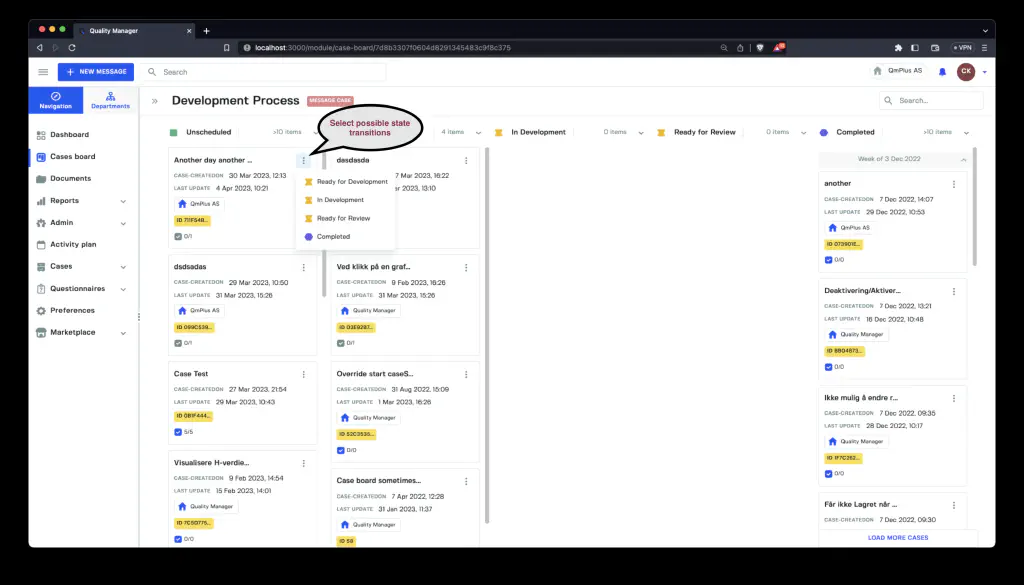 Quality Manager
localhost:3000/module/case-board/7d8b3307f0604d8291345483c9f8c375
VPN
NEW MESSAGE
Search
QmPlus AS
CK
Navigation
Departments
Dashboard
Cases board
Documents
Reports
Admin
Activity plan
Cases
Questionnaires
Preferences
Marketplace
Development Process
MESSAGE CASE
Search...
Select possible state
transitions
Unscheduled
>10 items
4 items
In Development
0 items
Ready for Review
0 items
Completed
>10 items
Another day another ...
CASE-CREATEDON 30 Mar 2023, 12:13
LAST UPDATE 4 Apr 2023, 10:21
QmPlus AS
ID 711F54B...
0/1
Ready for Development
In Development
Ready for Review
Completed
dsdsadas
CASE-CREATEDON 29 Mar 2023, 10:50
LAST UPDATE 31 Mar 2023, 15:26
QmPlus AS
ID 099C539...
0/1
Case Test
CASE-CREATEDON 27 Mar 2023, 21:54
LAST UPDATE 29 Mar 2023, 10:43
ID 0B1F444...
5/5
Visualisere H-verdie...
CASE-CREATEDON 9 Feb 2023, 14:54
LAST UPDATE 15 Feb 2023, 14:01
Quality Manager
ID 7C5D775...
0/0
dasdasda
7 Mar 2023, 16:22
2023, 13:10
Ved klikk på en graf...
CASE-CREATEDON 9 Feb 2023, 16:26
LAST UPDATE 31 Mar 2023, 15:26
Quality Manager
ID 03E9287...
0/1
Override start caseS...
CASE-CREATEDON 31 Aug 2022, 15:09
LAST UPDATE 1 Mar 2023, 16:26
Quality Manager
ID 52C3535...
0/0
Case board sometimes...
CASE-CREATEDON 7 Apr 2022, 12:28
LAST UPDATE 31 Jan 2023, 11:37
Quality Manager
ID 59
Week of 3 Dec 2022
another
CASE-CREATEDON 7 Dec 2022, 14:07
LAST UPDATE 29 Dec 2022, 10:53
QmPlus AS
ID 073901E...
0/0
Deaktivering/Aktiver...
CASE-CREATEDON 7 Dec 2022, 13:21
LAST UPDATE 16 Dec 2022, 10:48
Quality Manager
ID 8B04973...
0/0
Ikke mulig å endre r...
CASE-CREATEDON 7 Dec 2022, 09:35
LAST UPDATE 28 Dec 2022, 10:17
Quality Manager
ID 1F7C262...
0/0
Får ikke Lagret når ...
CASE-CREATEDON 7 Dec 2022, 09:30
LOAD MORE CASES